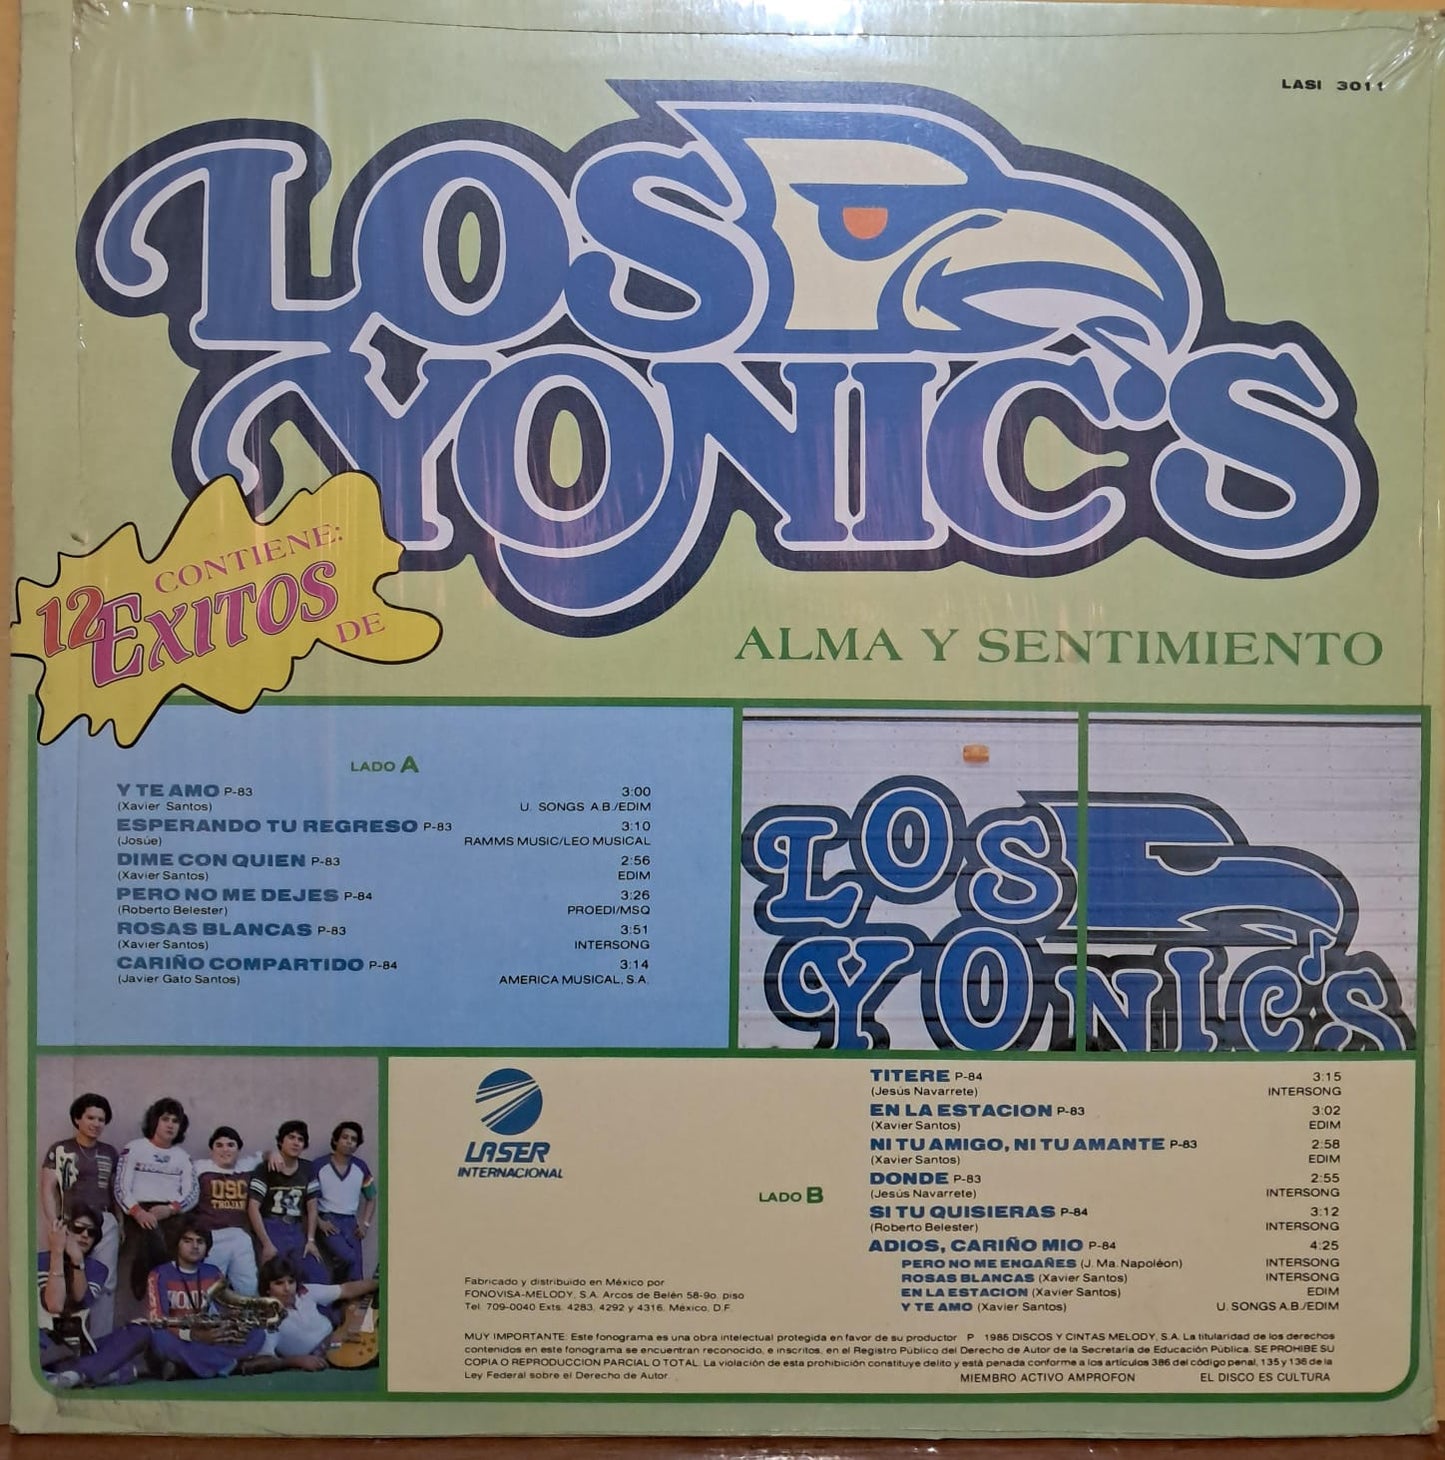 LASI 3011
LOS
YONIC'S
CONTIENE:
12 EXITOS
DE
ALMA Y SENTIMIENTO
LADO A
Y TE AMO P-83 3:00
(Xavier Santos) U. SONGS A.B./EDIM
ESPERANDO TU REGRESO P-83 3:10
(Josúe) RAMMS MUSIC/LEO MUSICAL
DIME CON QUIEN P-83 2:56
(Xavier Santos) EDIM
PERO NO ME DEJES P-84 3:26
(Roberto Belester) PROEDI/MSQ
ROSAS BLANCAS P-83 3:51
(Xavier Santos) INTERSONG
CARIÑO COMPARTIDO P-84 3:14
(Javier Gato Santos) AMERICA MUSICAL, S.A.
LOS
YONIC'S
USC
TROJAN
YONI
LASER
INTERNACIONAL
LADO B
TITERE P-84 3:15
(Jesús Navarrete) INTERSONG
EN LA ESTACION P-83 3:02
(Xavier Santos) EDIM
NI TU AMIGO, NI TU AMANTE P-83 2:58
(Xavier Santos) EDIM
DONDE P-83 2:55
(Jesús Navarrete) INTERSONG
SI TU QUISIERAS P-84 3:12
(Roberto Belester) INTERSONG
ADIOS, CARIÑO MIO P-84 4:25
PERO NO ME ENGAÑES (J. Ma. Napoléon) INTERSONG
ROSAS BLANCAS (Xavier Santos) INTERSONG
EN LA ESTACION (Xavier Santos) EDIM
Y TE AMO (Xavier Santos) U. SONGS A.B./EDIM
Fabricado y distribuido en México por
FONOVISA-MELODY, S.A. Arcos de Belén 58-9o. piso
Tel. 709-0040 Exts. 4283, 4292 y 4316. México, D.F.
MUY IMPORTANTE: Este fonograma es una obra intelectual protegida en favor de su productor P 1985 DISCOS Y CINTAS MELODY, S.A. La titularidad de los derechos
contenidos en este fonograma se encuentran reconocido, e inscritos, en el Registro Público del Derecho de Autor de la Secretaría de Educación Pública. SE PROHIBE SU
COPIA O REPRODUCCION PARCIAL O TOTAL. La violación de esta prohibición constituye delito y está penada conforme a los artículos 386 del código penal, 135 y 136 de la
Ley Federal sobre el Derecho de Autor. MIEMBRO ACTIVO AMPROFON EL DISCO ES CULTURA